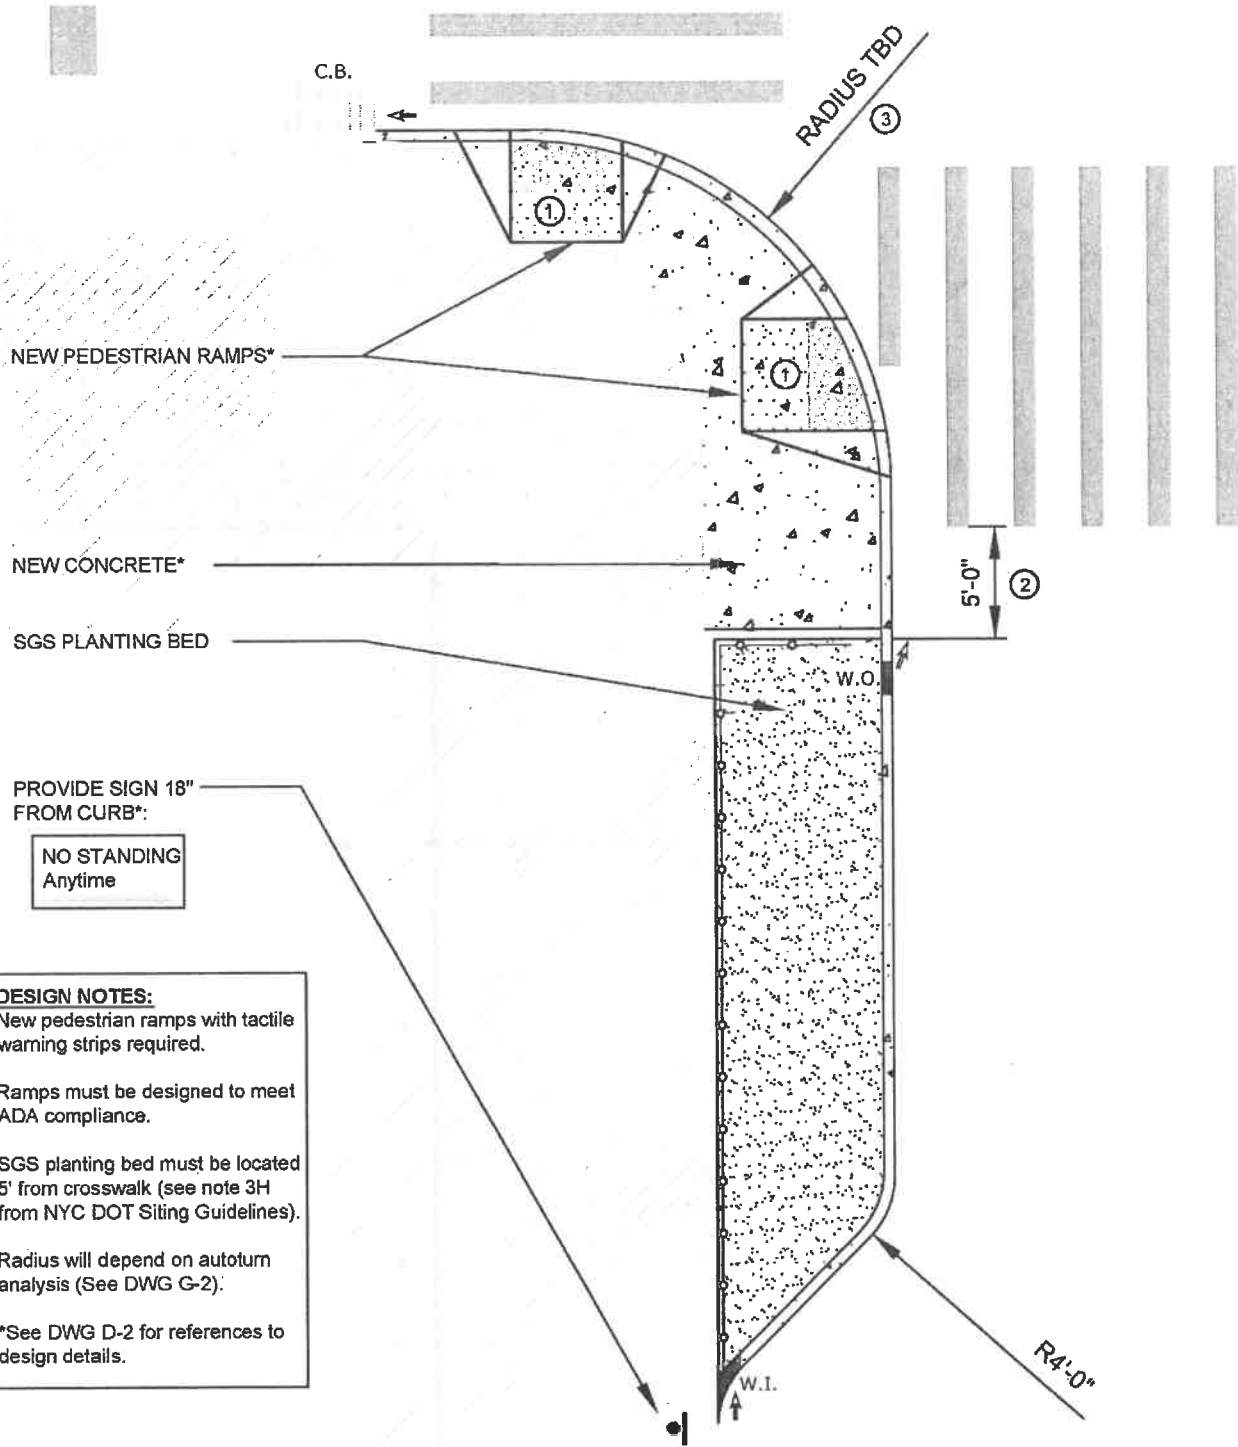 C.B.
RADIUS TBD
3
1
NEW PEDESTRIAN RAMPS*
1
NEW CONCRETE*
5'-0"
2
SGS PLANTING BED
W.O.
PROVIDE SIGN 18"
FROM CURB*:
NO STANDING
Anytime
DESIGN NOTES:
New pedestrian ramps with tactile
warning strips required.
Ramps must be designed to meet
ADA compliance.
SGS planting bed must be located
5' from crosswalk (see note 3H
from NYC DOT Siting Guidelines).
Radius will depend on autoturn
analysis (See DWG G-2).
*See DWG D-2 for references to
design details.
R4'-0"
W.I.